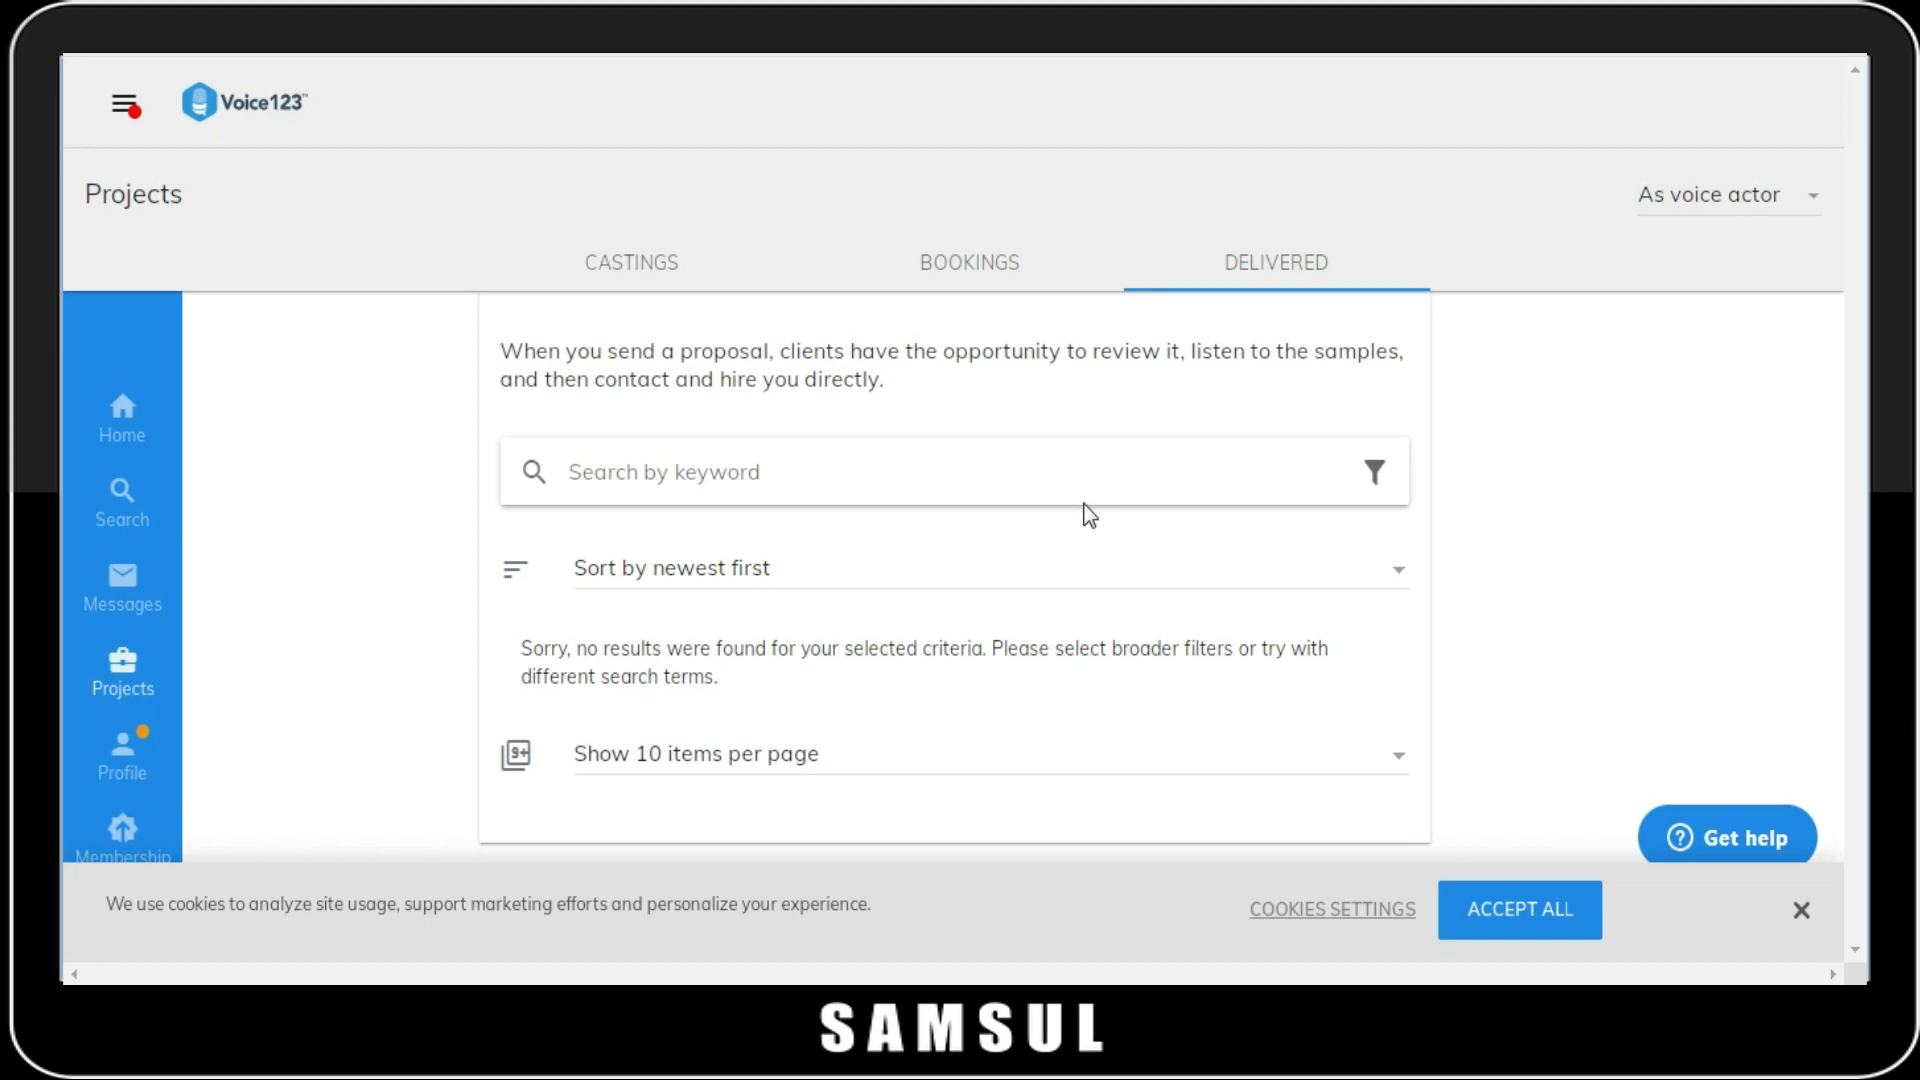 Voice123™
Projects
As voice actor
CASTINGS
BOOKINGS
DELIVERED
When you send a proposal, clients have the opportunity to review it, listen to the samples,
and then contact and hire you directly.
Search by keyword
Sort by newest first
Sorry, no results were found for your selected criteria. Please select broader filters or try with
different search terms.
9+
Show 10 items per page
Home
Search
Messages
Projects
Profile
Membership
Get help
We use cookies to analyze site usage, support marketing efforts and personalize your experience.
COOKIES SETTINGS
ACCEPT ALL
SAMSUL